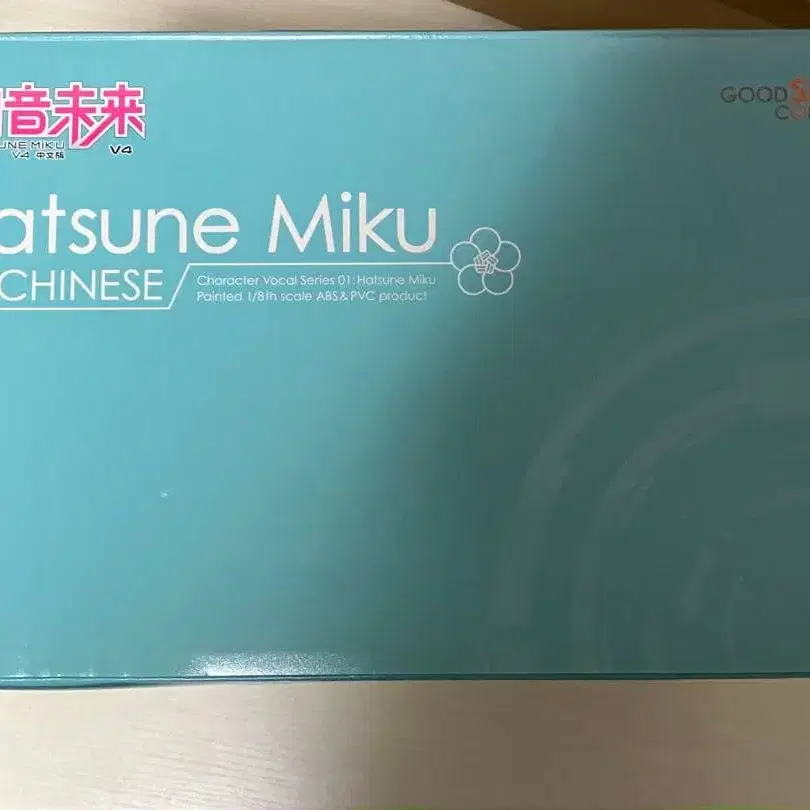 音未来
UNE MIKU
V4 中文版
V4
GOOD S
CO
atsune Miku
CHINESE
Character Vocal Series 01: Hatsune Miku
Painted 1/8th scale ABS & PVC product